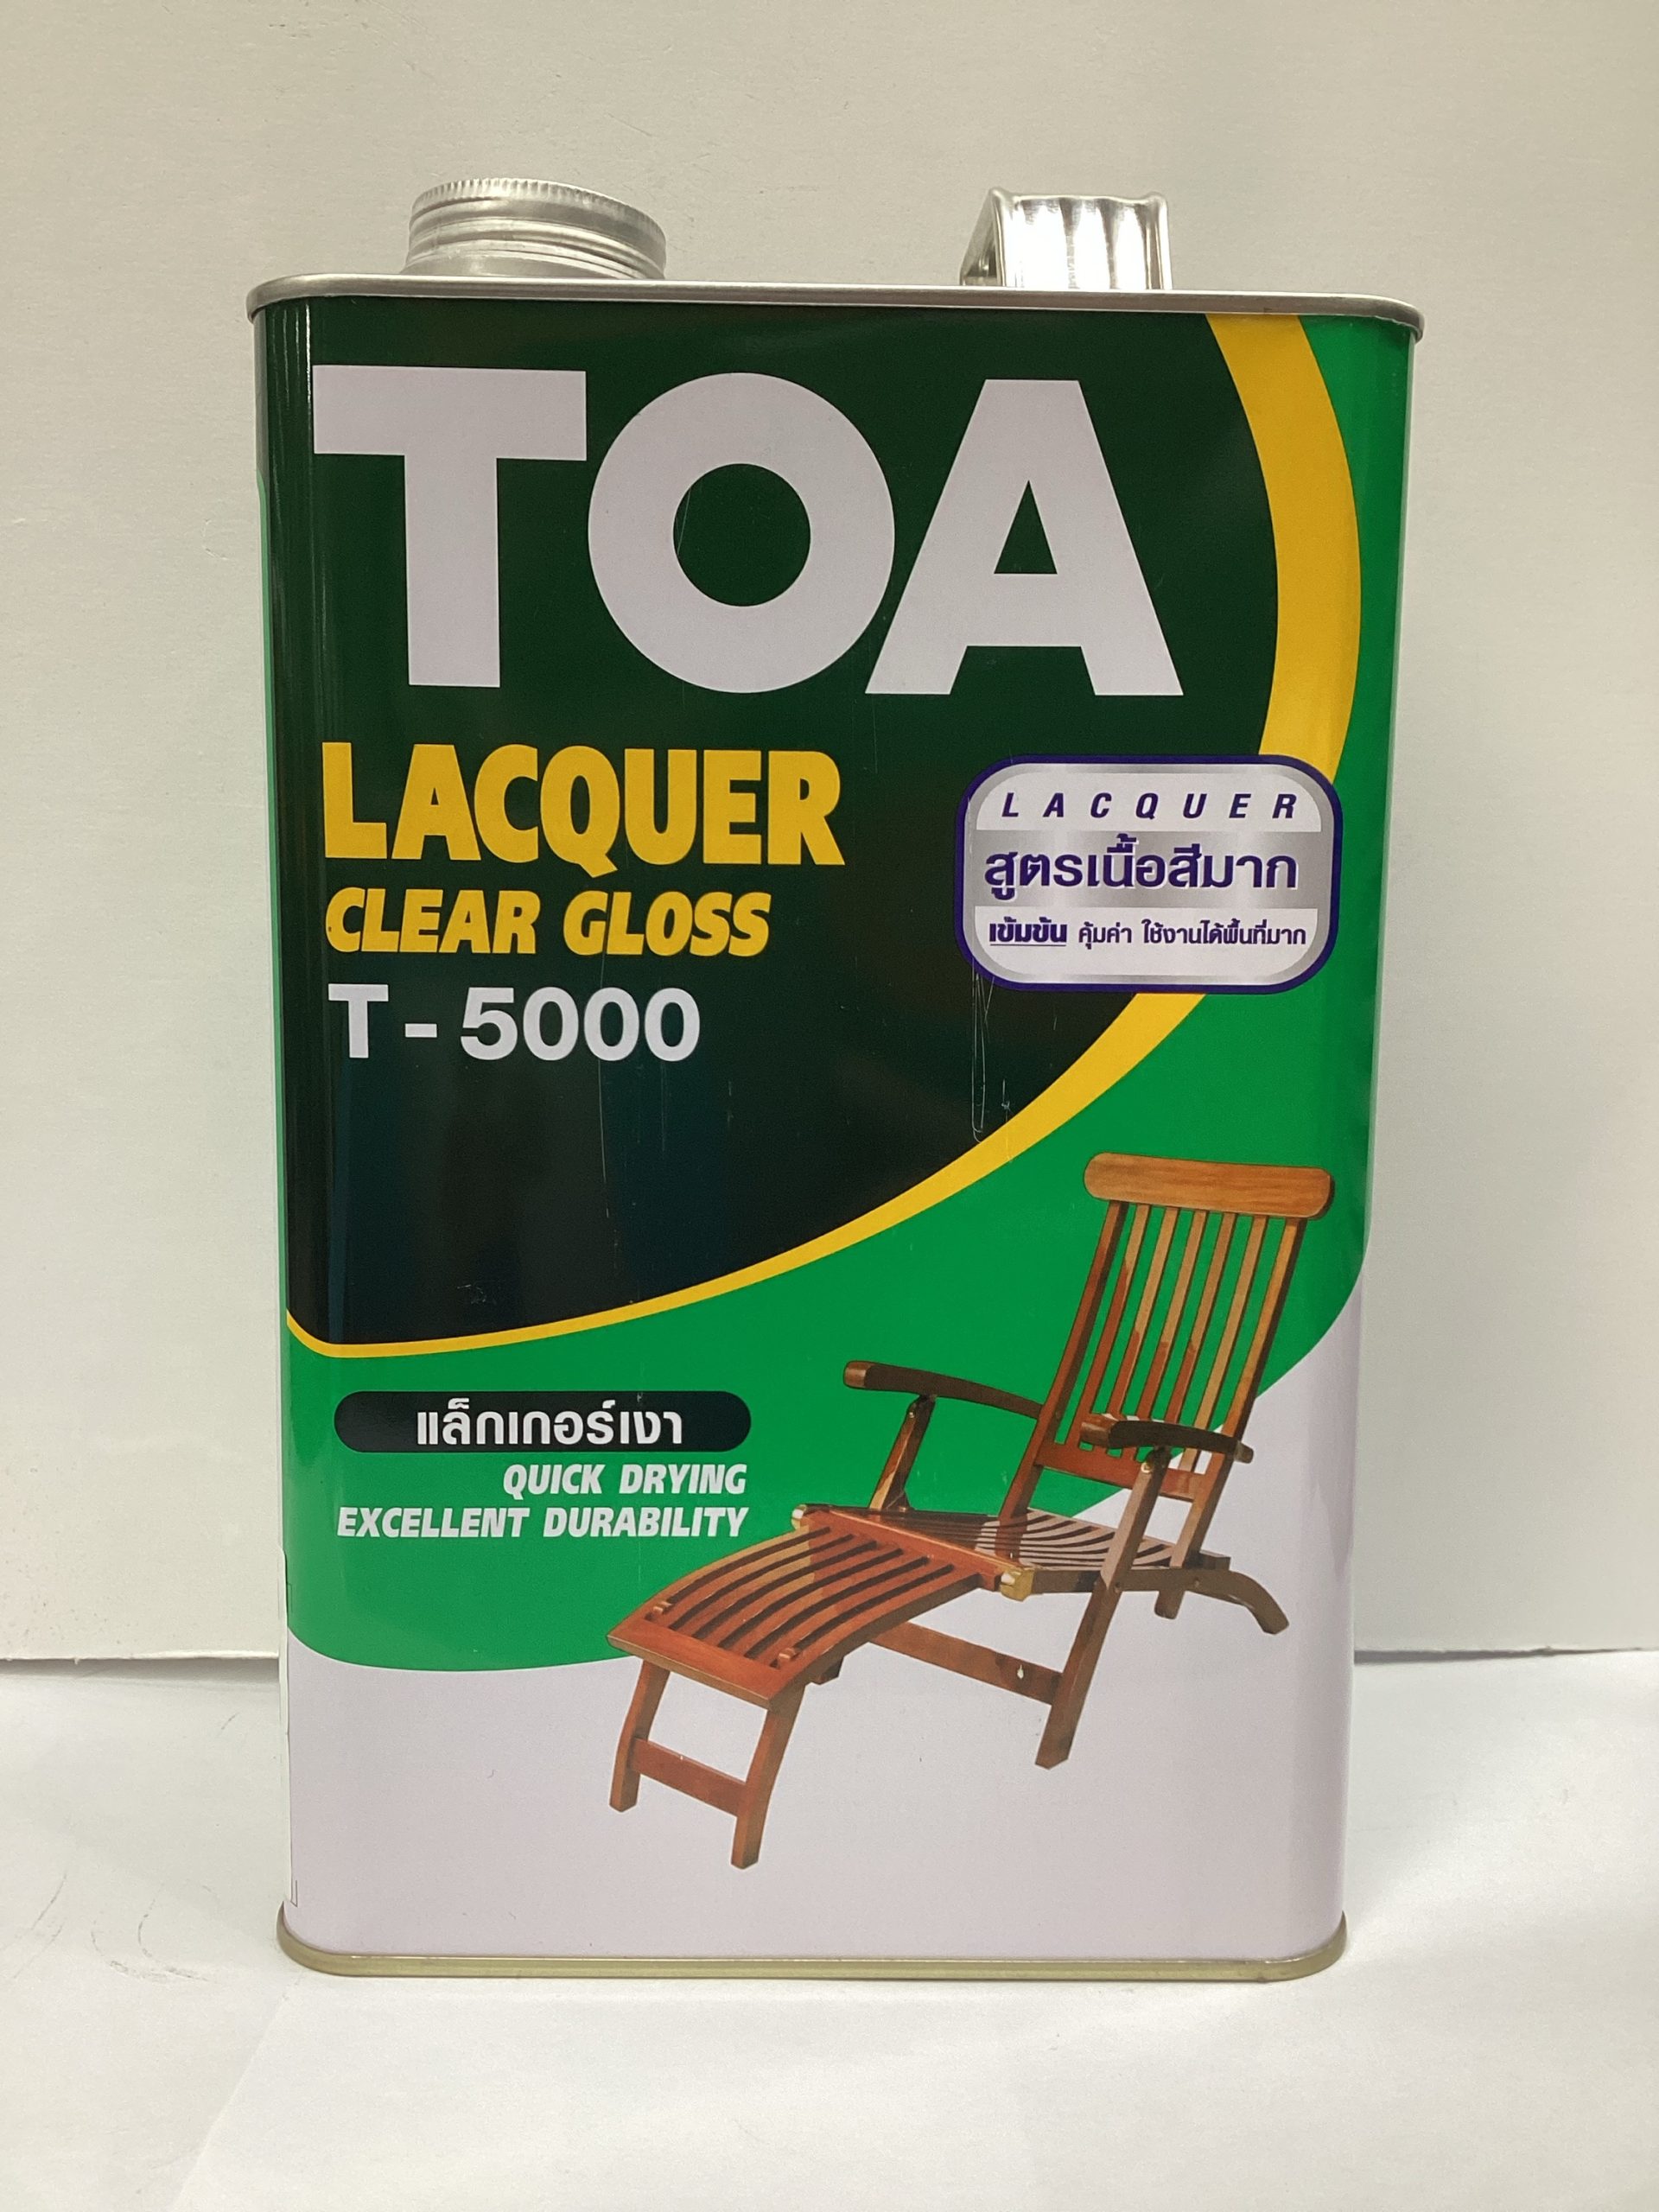 TOA
LACQUER
CLEAR GLOSS
T - 5000
LACQUER
สูตรเนื้อสีมาก
เข้มข้น คุ้มค่า ใช้งานได้พื้นที่มาก
แล็กเกอร์เงา
QUICK DRYING
EXCELLENT DURABILITY